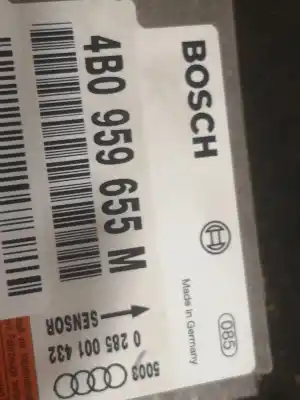 BOSCH
Made in Germany
085
4B0 959 655 M
SENSOR
0 285 001 432
5003